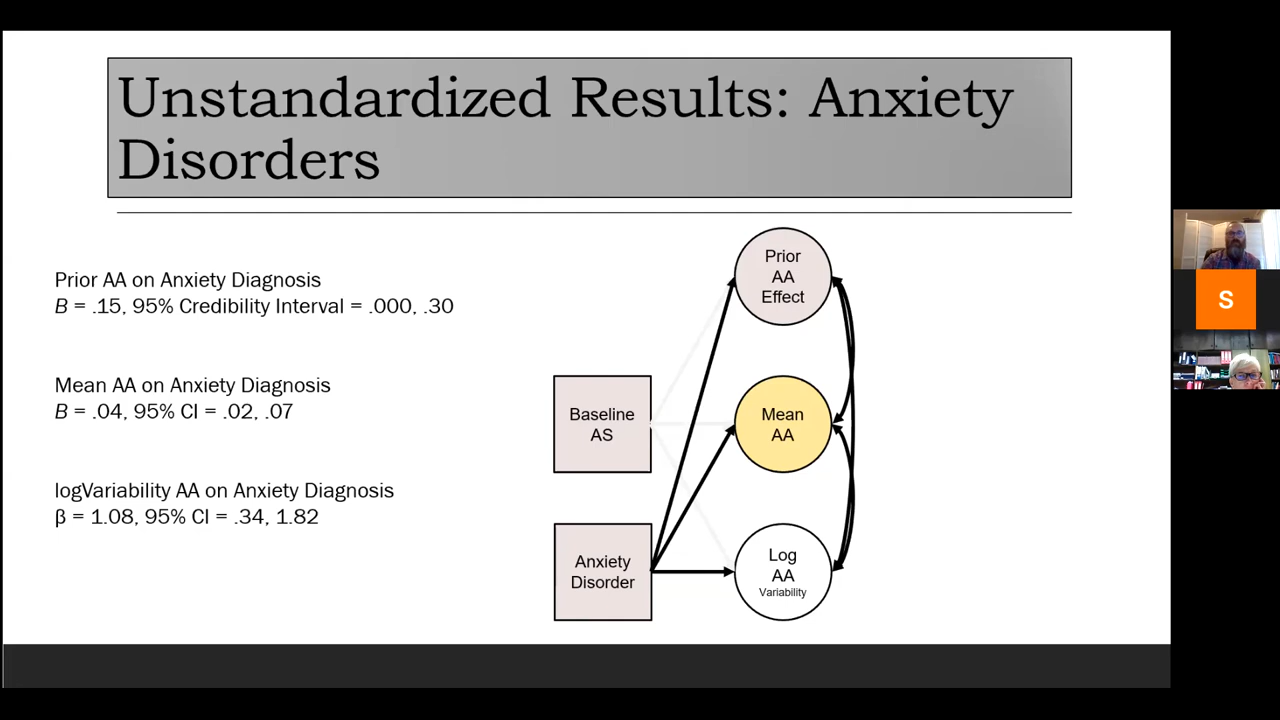 Unstandardized Results: Anxiety
Disorders
Prior AA on Anxiety Diagnosis
B = .15, 95% Credibility Interval = .000, .30
Mean AA on Anxiety Diagnosis
B = .04, 95% CI = .02, .07
logVariability AA on Anxiety Diagnosis
β = 1.08, 95% CI = .34, 1.82
Prior
AA
Effect
Baseline
AS
Mean
AA
Anxiety
Disorder
Log
AA
Variability
S